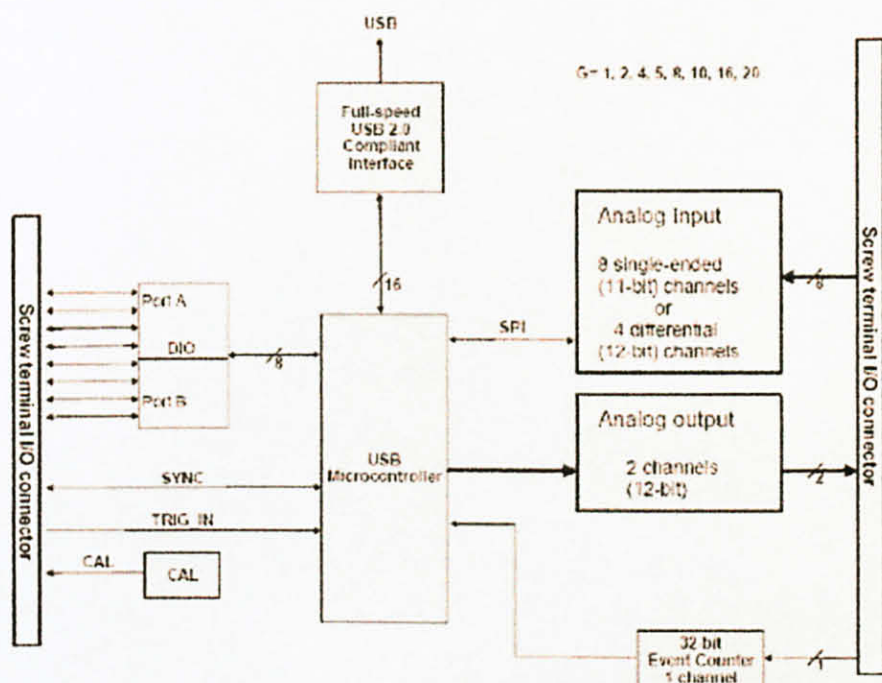 USB
G= 1, 2, 4, 5, 8, 10, 16, 20
Full-speed
USB 2.0
Compliant
Interface
16
Screw terminal I/O connector
Port A
DIO
Port B
8
SYNC
TRIG_IN
CAL
CAL
USB
Microcontroller
SPI
Analog Input
8 single-ended
(11-bit) channels
or
4 differential
(12-bit) channels
8
Analog output
2 channels
(12-bit)
2
32 bit
Event Counter
1 channel
1
Screw terminal I/O connector